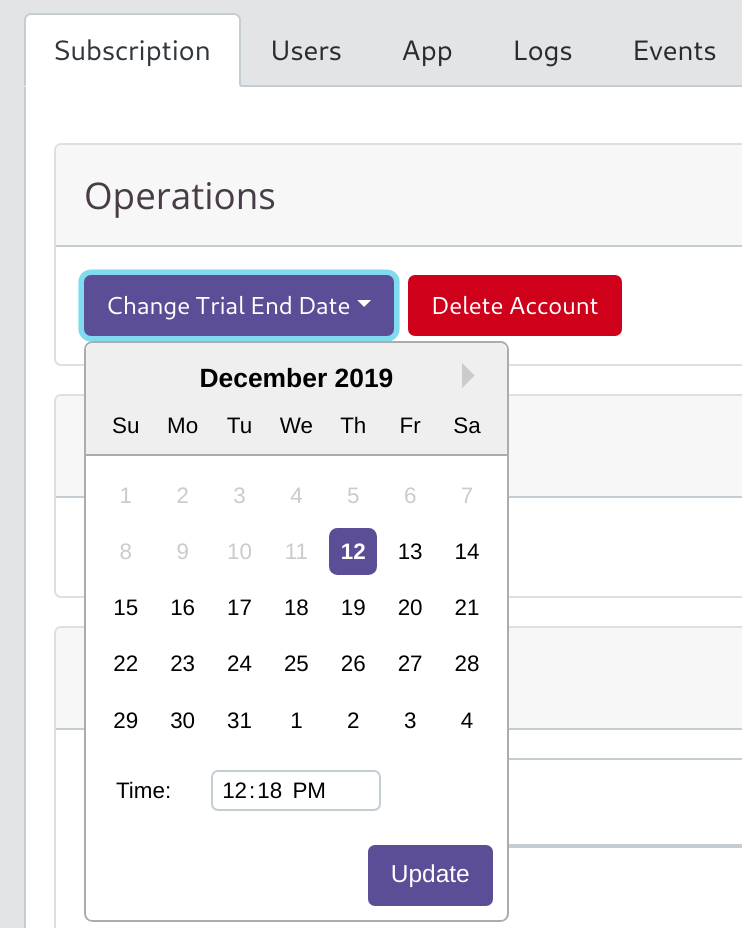 Subscription Users App Logs Events
Operations
Change Trial End Date Delete Account
December 2019
Su Mo Tu We Th Fr Sa
1 2 3 4 5 6 7
8 9 10 11 12 13 14
15 16 17 18 19 20 21
22 23 24 25 26 27 28
29 30 31 1 2 3 4
Time: 12:18 PM
Update